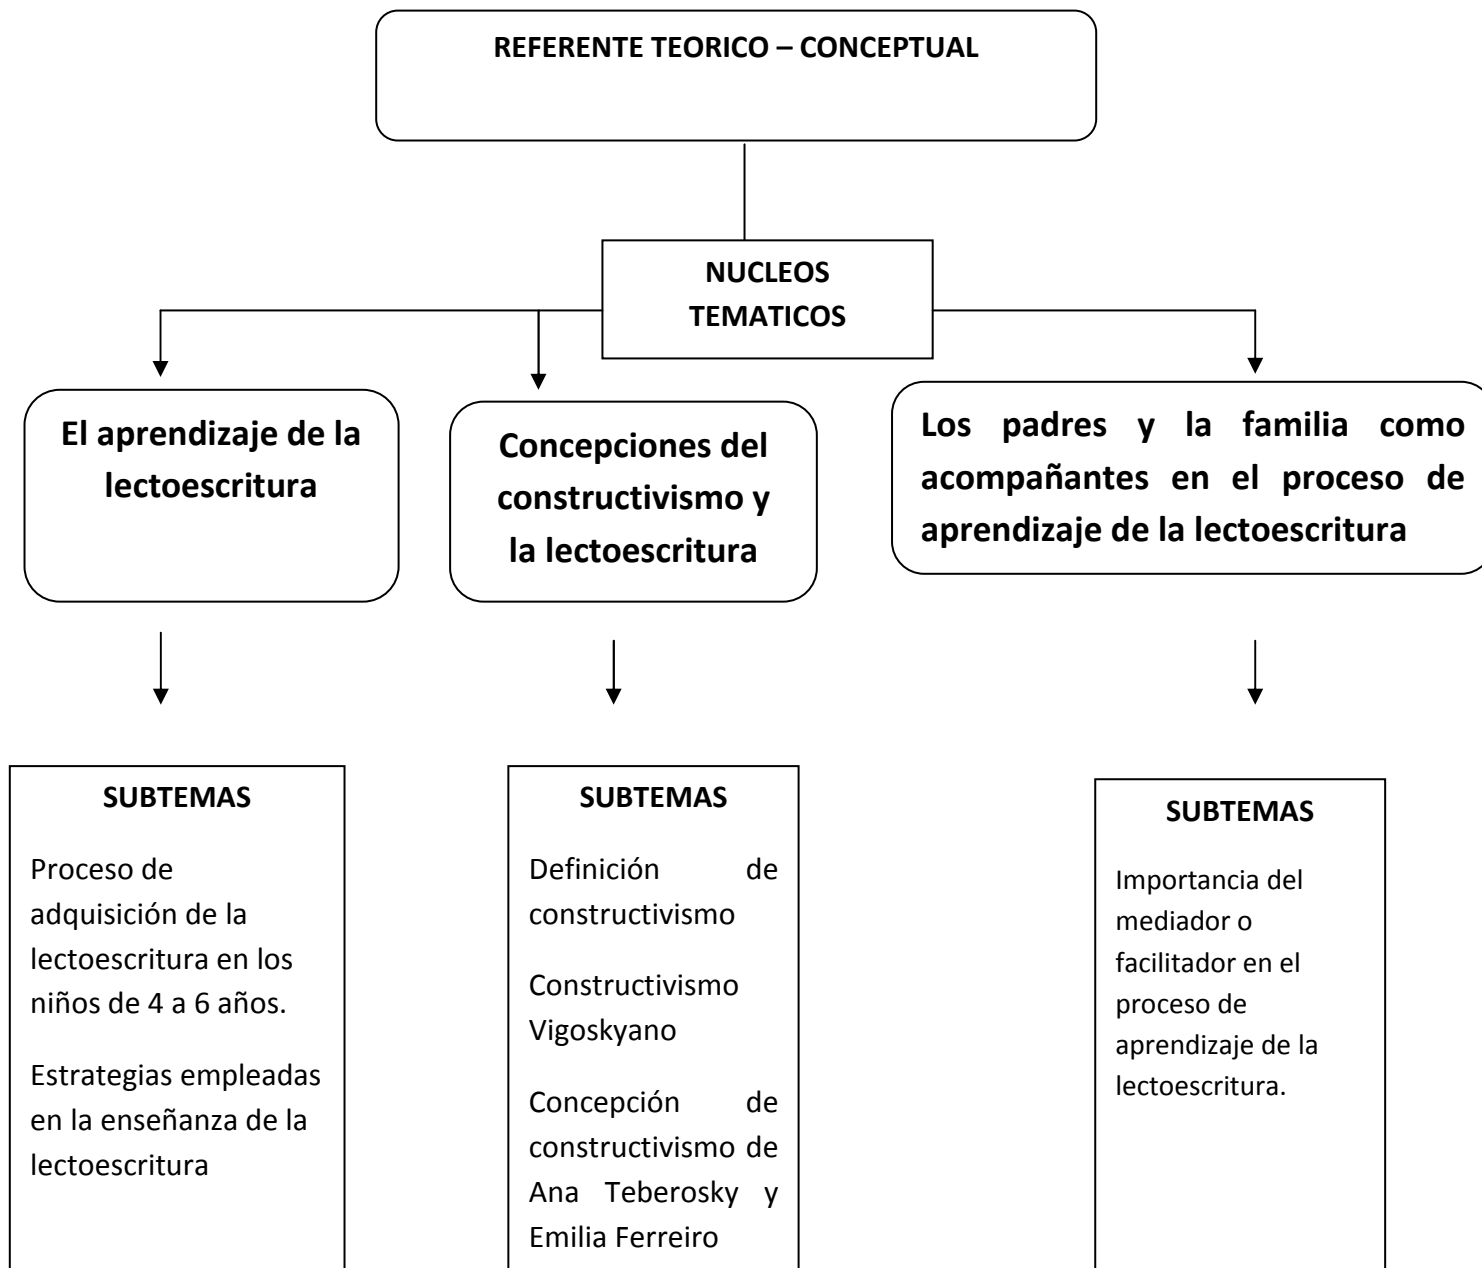 REFERENTE TEORICO – CONCEPTUAL
NUCLEOS
TEMATICOS
El aprendizaje de la
lectoescritura
Concepciones del
constructivismo y
la lectoescritura
Los padres y la familia como
acompañantes en el proceso de
aprendizaje de la lectoescritura
SUBTEMAS
Proceso de
adquisición de la
lectoescritura en los
niños de 4 a 6 años.
Estrategias empleadas
en la enseñanza de la
lectoescritura
SUBTEMAS
Definición de
constructivismo
Constructivismo
Vigoskyano
Concepción de
constructivismo de
Ana Teberosky y
Emilia Ferreiro
SUBTEMAS
Importancia del
mediador o
facilitador en el
proceso de
aprendizaje de la
lectoescritura.